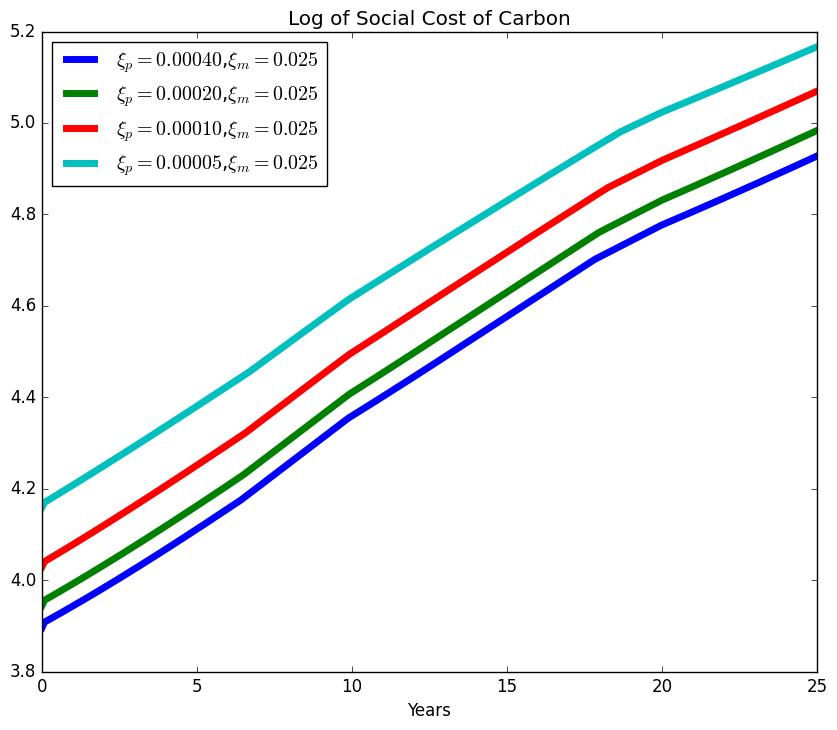 Log of Social Cost of Carbon
5.2
5.0
4.8
4.6
4.4
4.2
4.0
3.8
ξp = 0.00040,ξm = 0.025
ξp = 0.00020,ξm = 0.025
ξp = 0.00010,ξm = 0.025
ξp = 0.00005,ξm = 0.025
0 5 10 15 20 25
Years